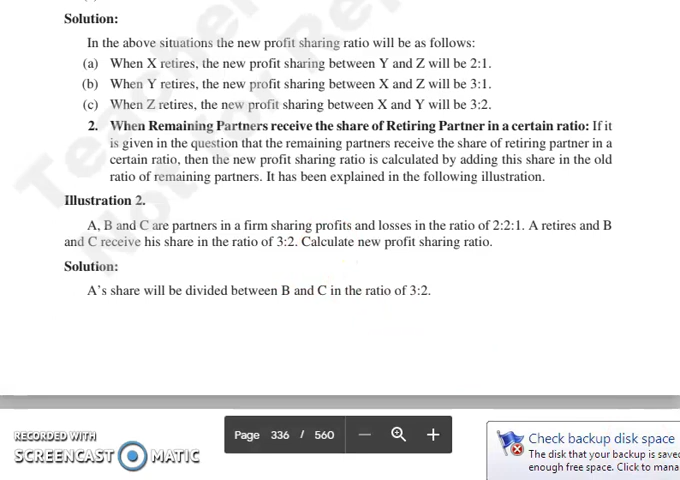 Solution:
In the above situations the new profit sharing ratio will be as follows:
(a) When X retires, the new profit sharing between Y and Z will be 2:1.
(b) When Y retires, the new profit sharing between X and Z will be 3:1.
(c) When Z retires, the new profit sharing between X and Y will be 3:2.
2. When Remaining Partners receive the share of Retiring Partner in a certain ratio: If it
is given in the question that the remaining partners receive the share of retiring partner in a
certain ratio, then the new profit sharing ratio is calculated by adding this share in the old
ratio of remaining partners. It has been explained in the following illustration.
Illustration 2.
A, B and C are partners in a firm sharing profits and losses in the ratio of 2:2:1. A retires and B
and C receive his share in the ratio of 3:2. Calculate new profit sharing ratio.
Solution:
A's share will be divided between B and C in the ratio of 3:2.
RECORDED WITH
SCREENCAST MATIC
Page 336 / 560
Check backup disk space
The disk that your backup is save
enough free space. Click to mana